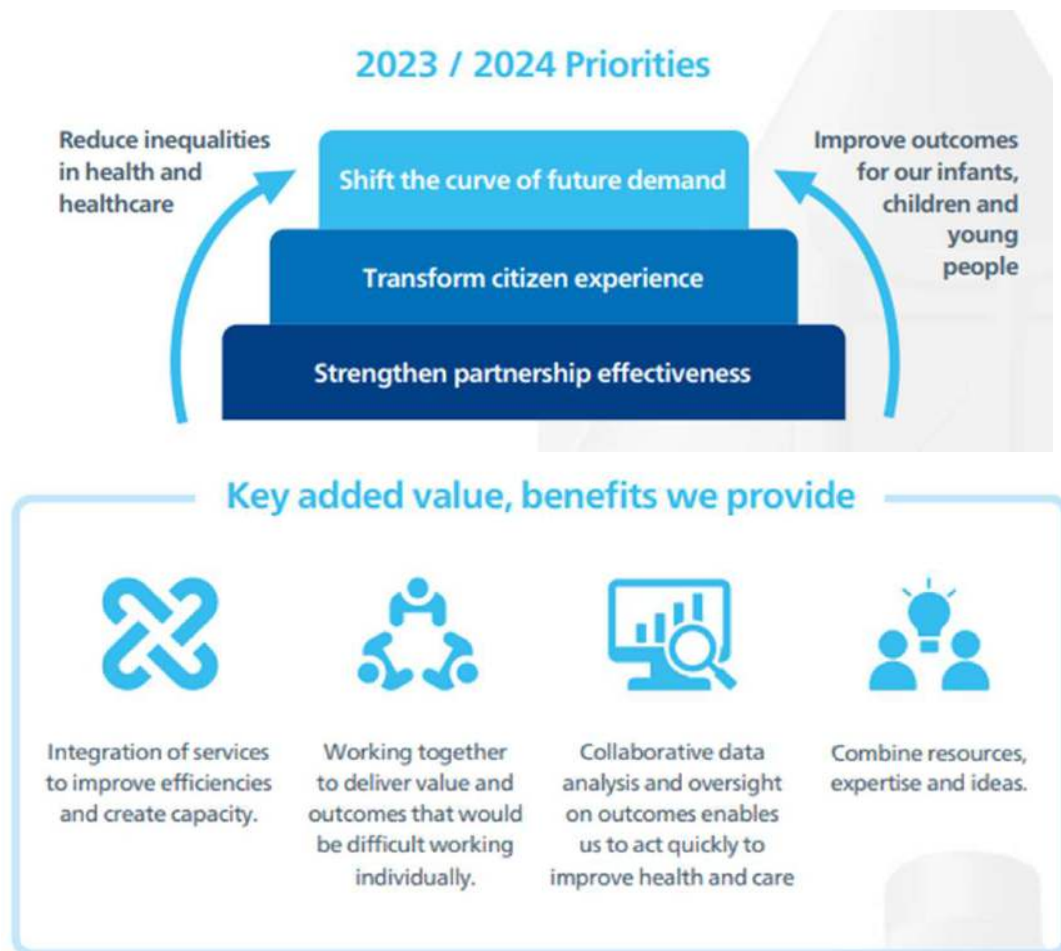 2023 / 2024 Priorities
Reduce inequalities
in health and
healthcare
Shift the curve of future demand
Transform citizen experience
Strengthen partnership effectiveness
Improve outcomes
for our infants,
children and
young
people
Key added value, benefits we provide
Integration of services
to improve efficiencies
and create capacity.
Working together
to deliver value and
outcomes that would
be difficult working
individually.
Collaborative data
analysis and oversight
on outcomes enables
us to act quickly to
improve health and care
Combine resources,
expertise and ideas.